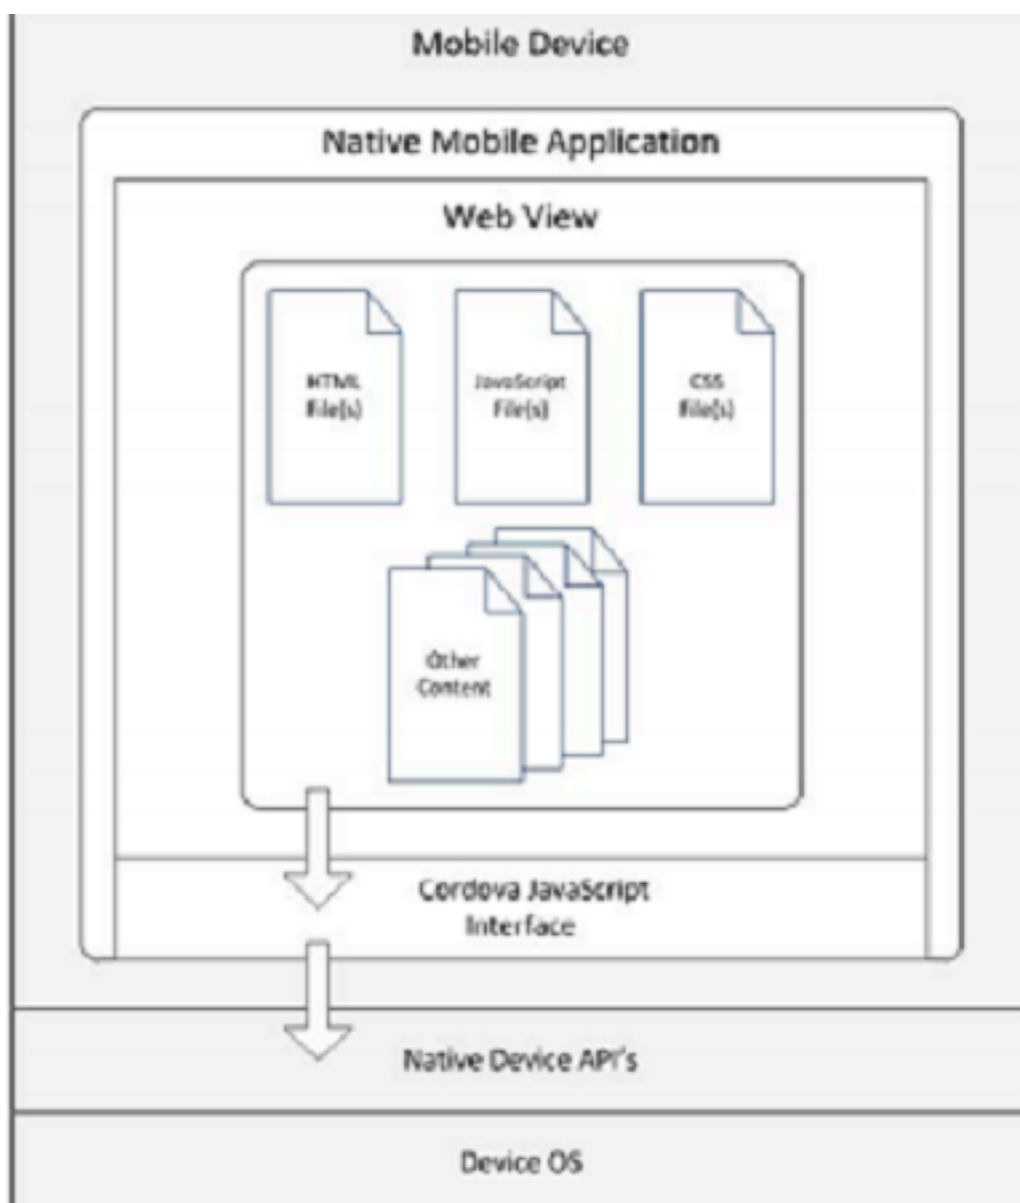 Mobile Device
Native Mobile Application
Web View
HTML
File(s)
JavaScript
File(s)
CSS
File(s)
Other
Content
Cordova JavaScript
Interface
Native Device API's
Device OS